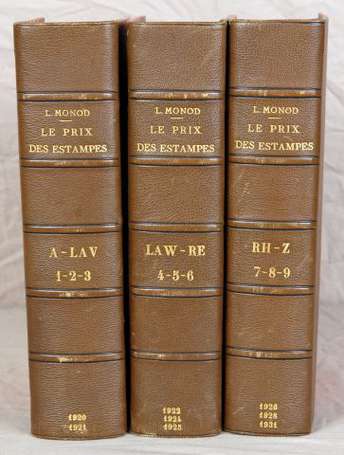 L. MONOD
LE PRIX
DES ESTAMPES
A-LAV
1-2-3
1920
1921
L. MONOD
LE PRIX
DES ESTAMPES
LAW-RE
4-5-6
1922
1924
1925
L. MONOD
LE PRIX
DES ESTAMPES
RH-Z
7-8-9
1926
1928
1931